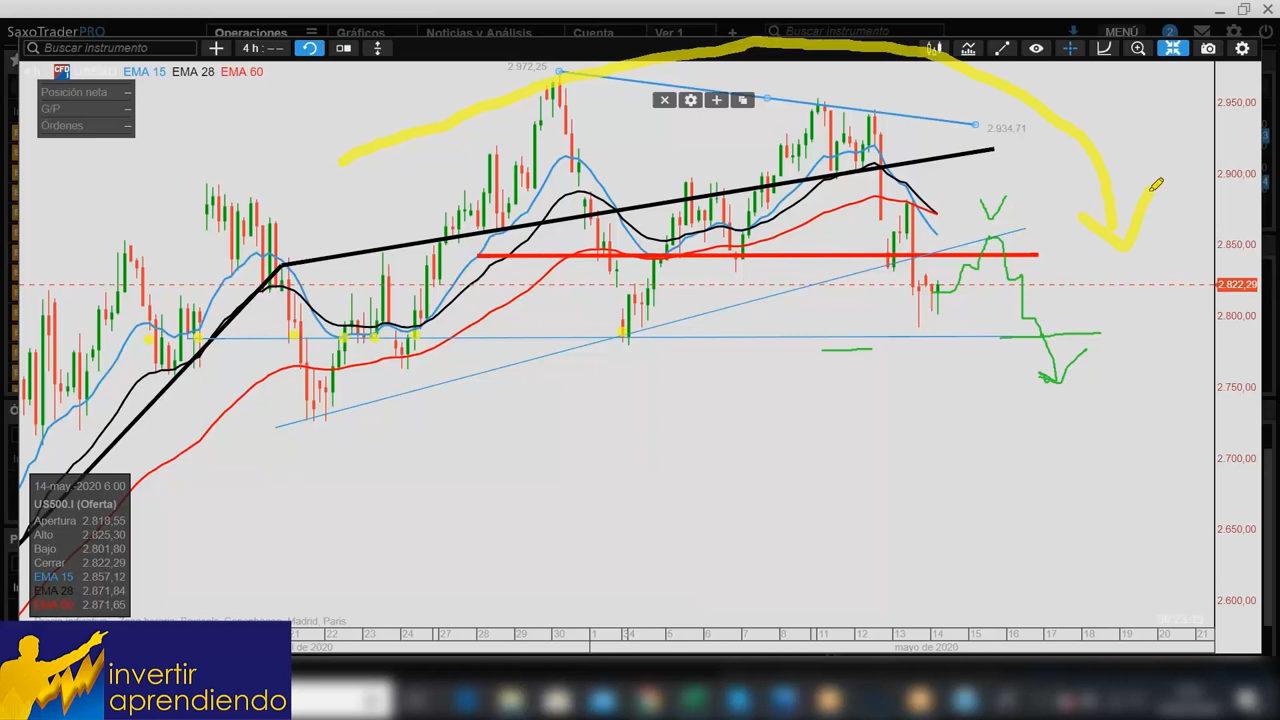 SaxoTraderPRO
Operaciones
Gráficos
Noticias y Análisis
Cuenta
Ver 1
Buscar instrumento
MENÚ
2
Buscar instrumento
4 h
CFD
EMA 15 EMA 28 EMA 60
Posición neta –
G/P –
Órdenes –
2.972,25
2.934,71
2.950,00
2.900,00
2.850,00
2.822,29
2.800,00
2.750,00
2.700,00
2.650,00
2.600,00
14-may.-2020 6:00
US500.I (Oferta)
Apertura 2.818,55
Alto 2.825,30
Bajo 2.801,80
Cerrar 2.822,29
EMA 15 2.857,12
EMA 28 2.871,84
EMA 60 2.871,65
Madrid, Paris
21 22 23 24 27 28 29 30 1 4 5 6 7 8 11 12 13 14 15 16 17 18 19 20 21
de 2020
mayo de 2020
invertir
aprendiendo